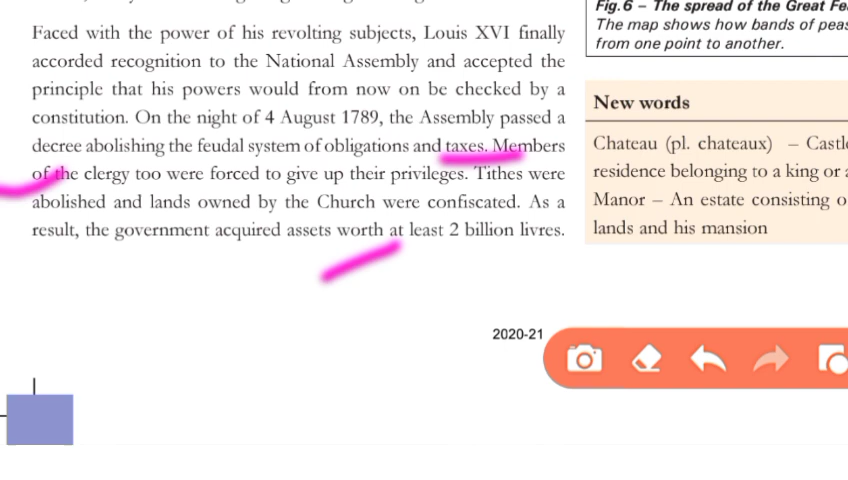 Fig.6 – The spread of the Great Fe
The map shows how bands of peas
from one point to another.
Faced with the power of his revolting subjects, Louis XVI finally
accorded recognition to the National Assembly and accepted the
principle that his powers would from now on be checked by a
constitution. On the night of 4 August 1789, the Assembly passed a
decree abolishing the feudal system of obligations and taxes. Members
of the clergy too were forced to give up their privileges. Tithes were
abolished and lands owned by the Church were confiscated. As a
result, the government acquired assets worth at least 2 billion livres.
New words
Chateau (pl. chateaux) – Castle
residence belonging to a king or a
Manor – An estate consisting o
lands and his mansion
2020-21